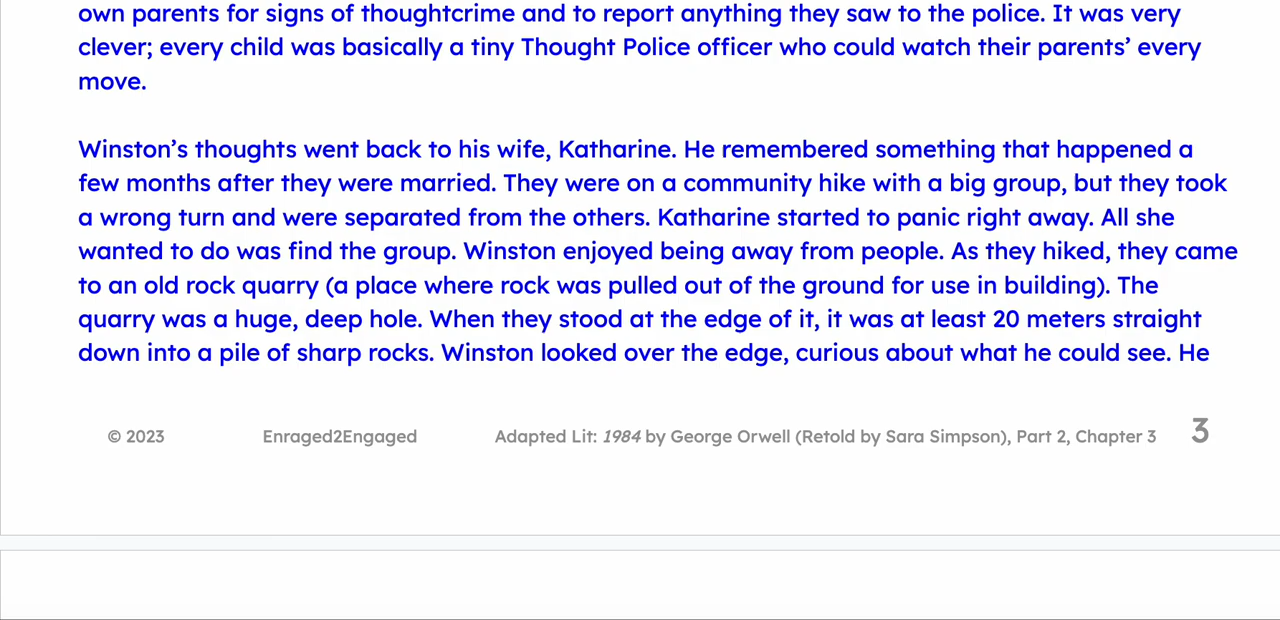 own parents for signs of thoughtcrime and to report anything they saw to the police. It was very
clever; every child was basically a tiny Thought Police officer who could watch their parents’ every
move.
Winston’s thoughts went back to his wife, Katharine. He remembered something that happened a
few months after they were married. They were on a community hike with a big group, but they took
a wrong turn and were separated from the others. Katharine started to panic right away. All she
wanted to do was find the group. Winston enjoyed being away from people. As they hiked, they came
to an old rock quarry (a place where rock was pulled out of the ground for use in building). The
quarry was a huge, deep hole. When they stood at the edge of it, it was at least 20 meters straight
down into a pile of sharp rocks. Winston looked over the edge, curious about what he could see. He
© 2023 Enraged2Engaged Adapted Lit: 1984 by George Orwell (Retold by Sara Simpson), Part 2, Chapter 3 3